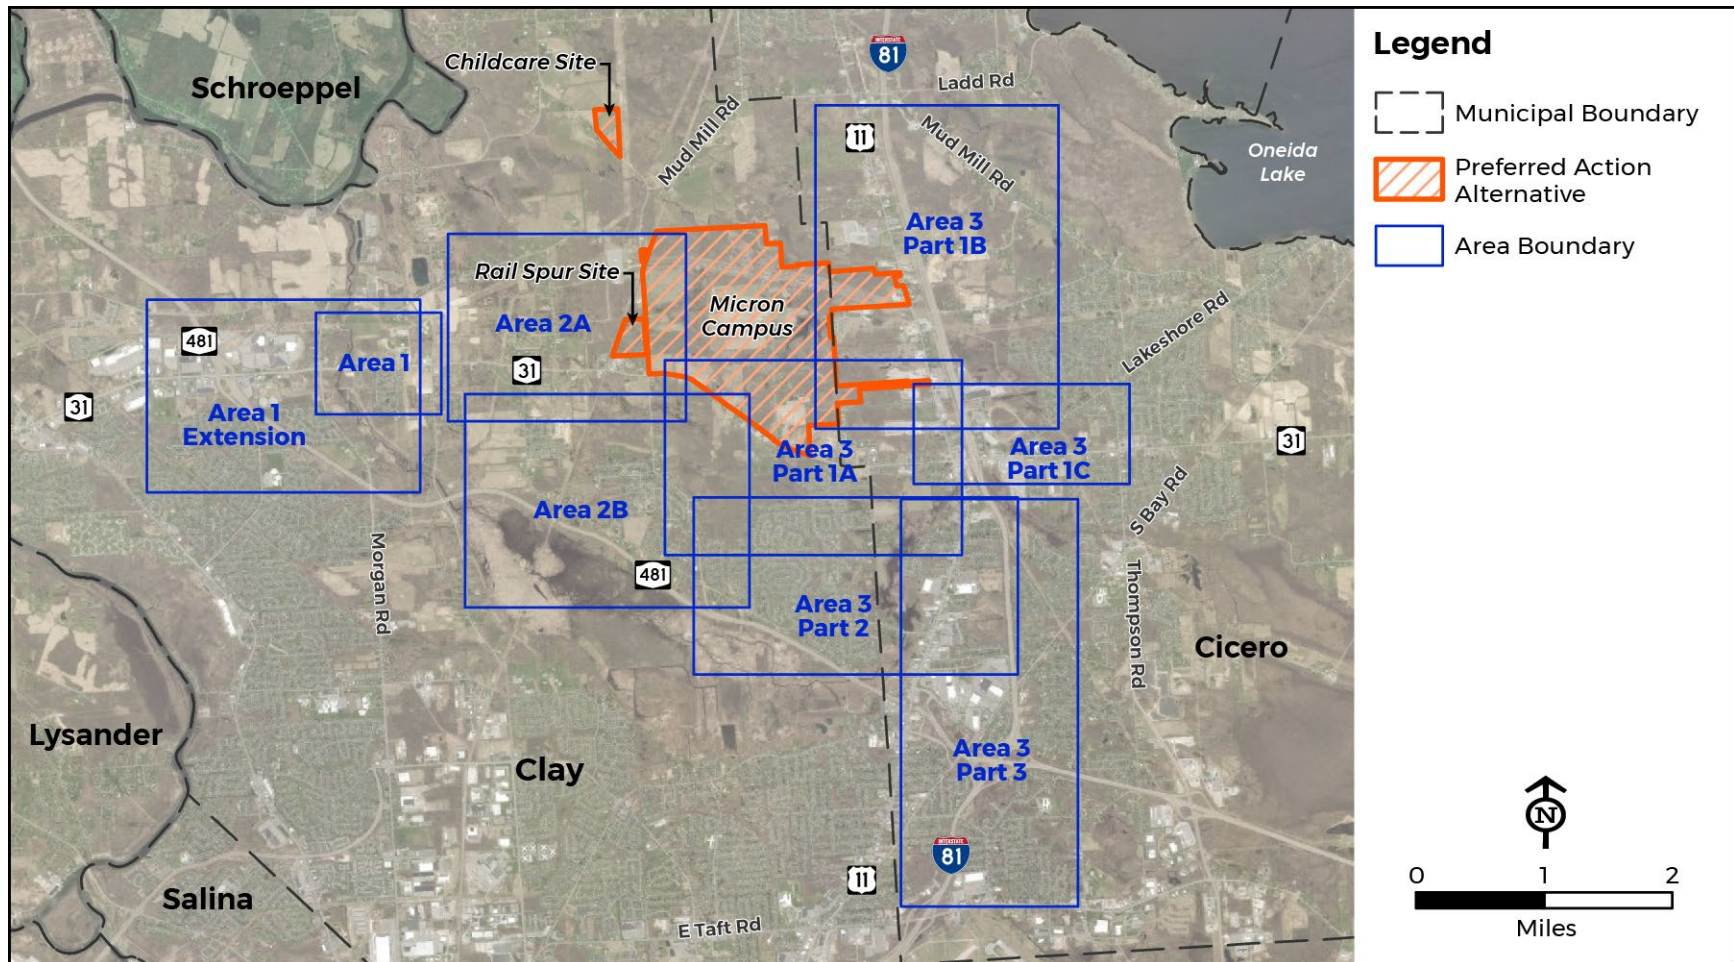 Legend
Municipal Boundary
Preferred Action
Alternative
Area Boundary
Schroeppel
Childcare Site
INTERSTATE
81
Ladd Rd
Mud Mill Rd
11
Mud Mill Rd
Oneida
Lake
Area 3
Part 1B
Rail Spur Site
Micron
Campus
Area 2A
481
Area 1
31
Lakeshore Rd
31
Area 1
Extension
Area 3
Part 1A
Area 3
Part 1C
31
Area 2B
S Bay Rd
Morgan Rd
481
Thompson Rd
Area 3
Part 2
Cicero
Lysander
Clay
Area 3
Part 3
INTERSTATE
81
11
Salina
E Taft Rd
N
0 1 2
Miles